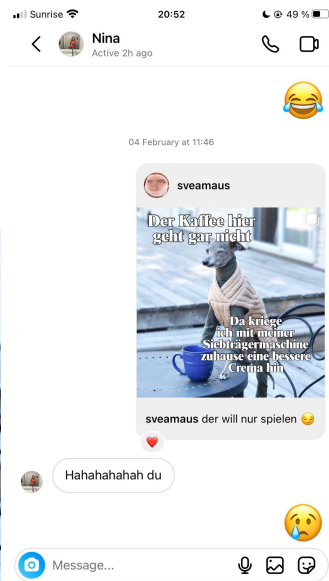 Sunrise
20:52
49 %
Nina
Active 2h ago
😂
04 February at 11:46
sveamaus
Der Kaffee hier
geht gar nicht
Da kriege
ich mit meiner
Siebträgermaschine
zuhause eine bessere
Crema hin
sveamaus der will nur spielen 😏
❤️
Hahahahahah du
😢
Message...